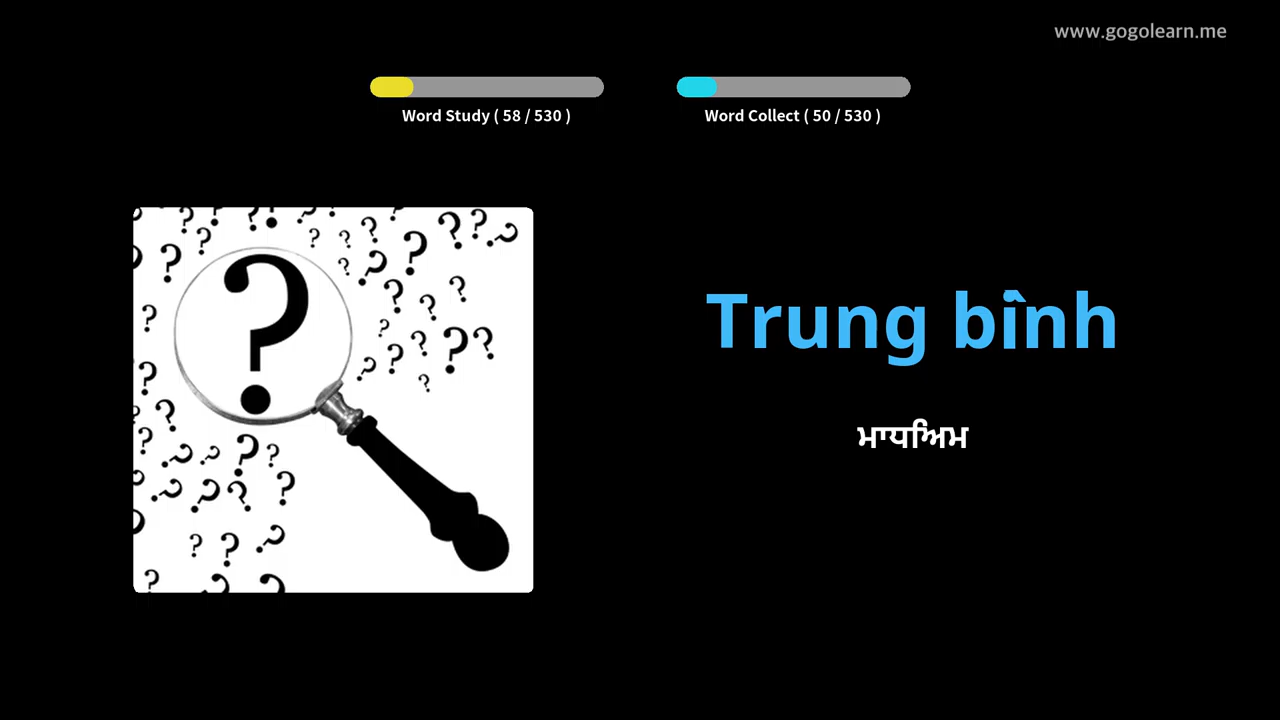 www.gogolearn.me
Word Study ( 58 / 530 )
Word Collect ( 50 / 530 )
Trung bình
ਮਾਧਿਅਮ